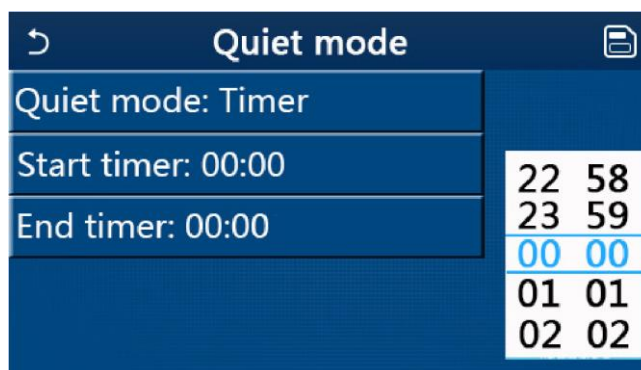 Quiet mode
Quiet mode: Timer
Start timer: 00:00
End timer: 00:00
22 58
23 59
00 00
01 01
02 02